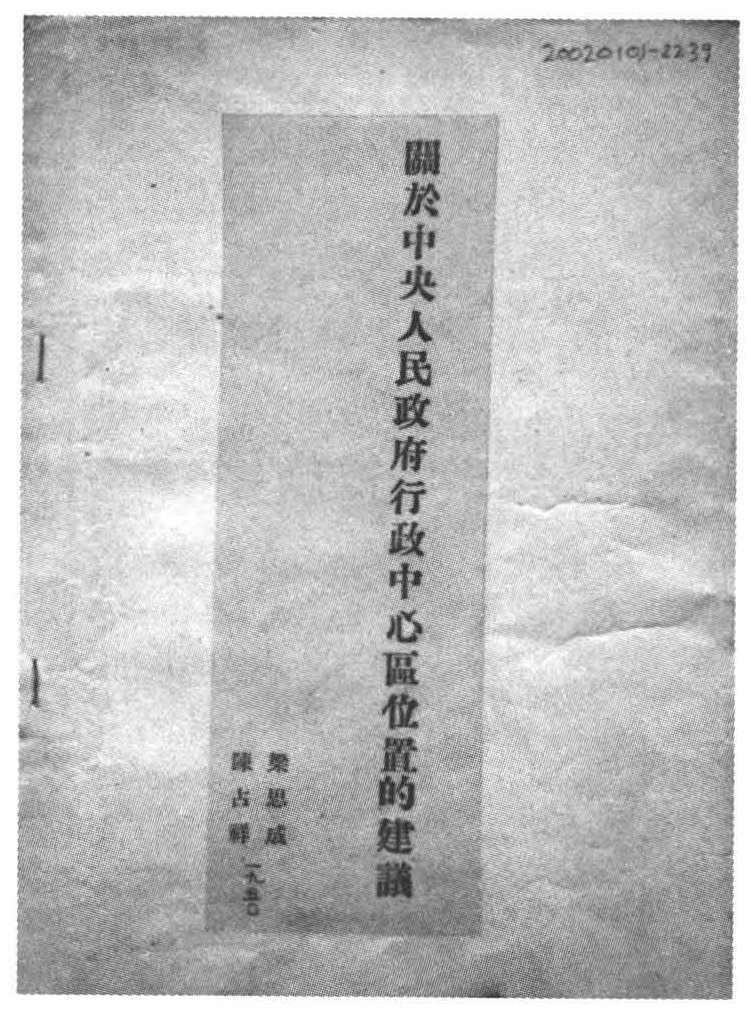 20020101-2239
關於中央人民政府行政中心區位置的建議
梁思成
陳占祥
一九五〇